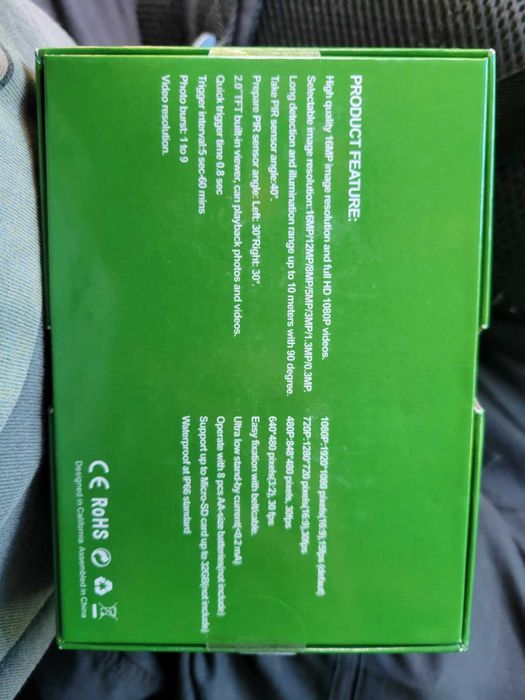 PRODUCT FEATURE:
High quality 16MP image resolution and full HD 1080P videos.
Selectable image resolution:16MP/12MP/8MP/5MP/3MP/1.3MP/0.3MP.
Long detection and illumination range up to 10 meters with 90 degree.
Take PIR sensor angle:40°.
Prepare PIR sensor angle: Left: 30°Right: 30°.
2.0"TFT built-in viewer, can playback photos and videos.
Quick trigger time 0.8 sec
Trigger interval:5 sec-60 mins
Photo burst: 1 to 9
Video resolution.
1080P:1920*1080 pixels(16:9),15fps (defaut)
720P:1280*720 pixels(16:9),30fps
480P:848*480 pixels, 30fps
640*480 pixels(3:2), 30 fps
Easy fixation with belt/cable.
Ultra low stand-by current(<0.2 mA)
Operate with 8 pcs AA-size batteries(not include)
Support up to Micro-SD card up to 32GB(not include)
Waterproof at IP66 standard
CE RoHS
Designed in California Assembled in China